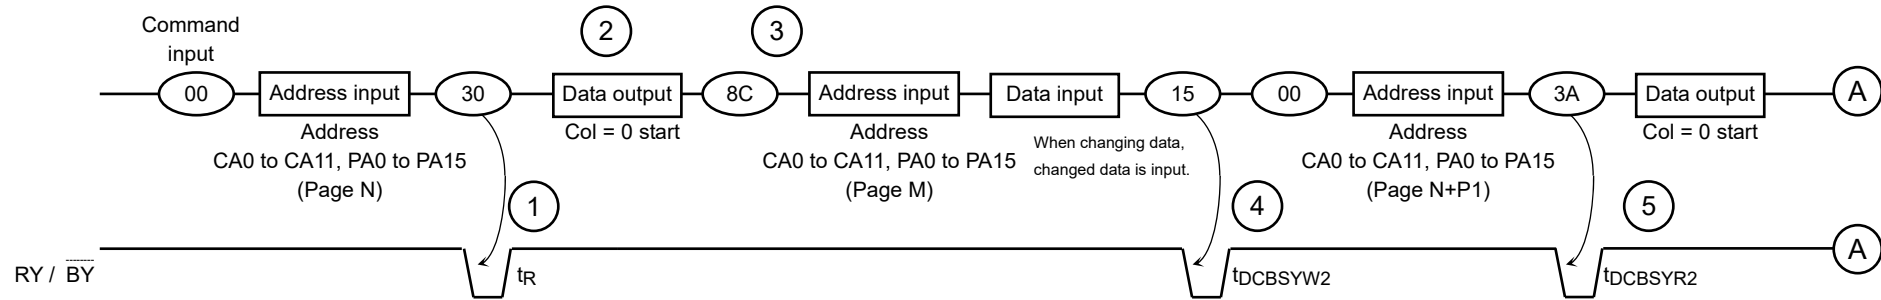 Command
input
2
3
00
Address input
30
Data output
8C
Address input
Data input
15
00
Address input
3A
Data output
A
Address
CA0 to CA11, PA0 to PA15
(Page N)
Col = 0 start
Address
CA0 to CA11, PA0 to PA15
(Page M)
When changing data,
changed data is input.
Address
CA0 to CA11, PA0 to PA15
(Page N+P1)
Col = 0 start
1
4
5
RY / BY
tR
tDCBSYW2
tDCBSYR2
A